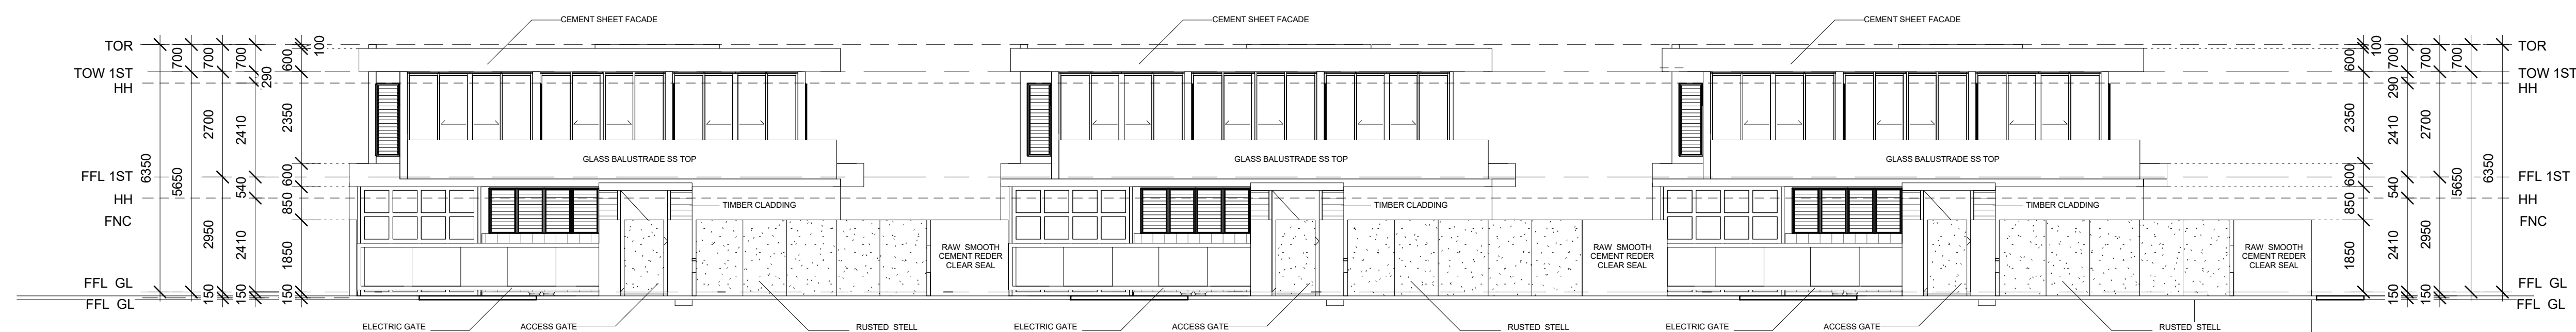 CEMENT SHEET FACADE
CEMENT SHEET FACADE
CEMENT SHEET FACADE
TOR
TOW 1ST
HH
FFL 1ST
HH
FNC
FFL GL
FFL GL
6350
700
5650
700
2700
2950
150
700
290
2410
540
2410
150
100
600
2350
600
850
1850
150
GLASS BALUSTRADE SS TOP
TIMBER CLADDING
RAW SMOOTH
CEMENT REDER
CLEAR SEAL
ELECTRIC GATE
ACCESS GATE
RUSTED STELL
GLASS BALUSTRADE SS TOP
TIMBER CLADDING
RAW SMOOTH
CEMENT REDER
CLEAR SEAL
ELECTRIC GATE
ACCESS GATE
RUSTED STELL
GLASS BALUSTRADE SS TOP
TIMBER CLADDING
RAW SMOOTH
CEMENT REDER
CLEAR SEAL
ELECTRIC GATE
ACCESS GATE
RUSTED STELL
100
600
2350
600
850
1850
150
700
290
2410
540
2410
150
700
2700
2950
150
700
5650
6350
TOR
TOW 1ST
HH
FFL 1ST
HH
FNC
FFL GL
FFL GL